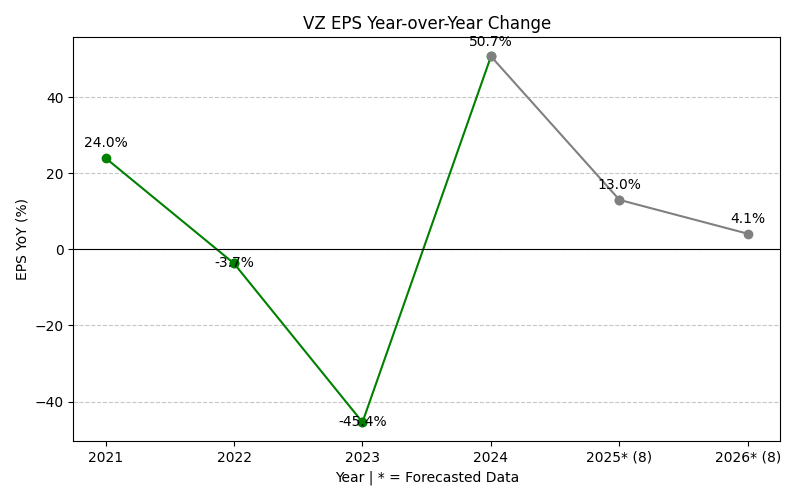 VZ EPS Year-over-Year Change
50.7%
40
24.0%
20
13.0%
4.1%
0
-3.7%
−20
−40
-45.4%
EPS YoY (%)
2021 2022 2023 2024 2025* (8) 2026* (8)
Year | * = Forecasted Data